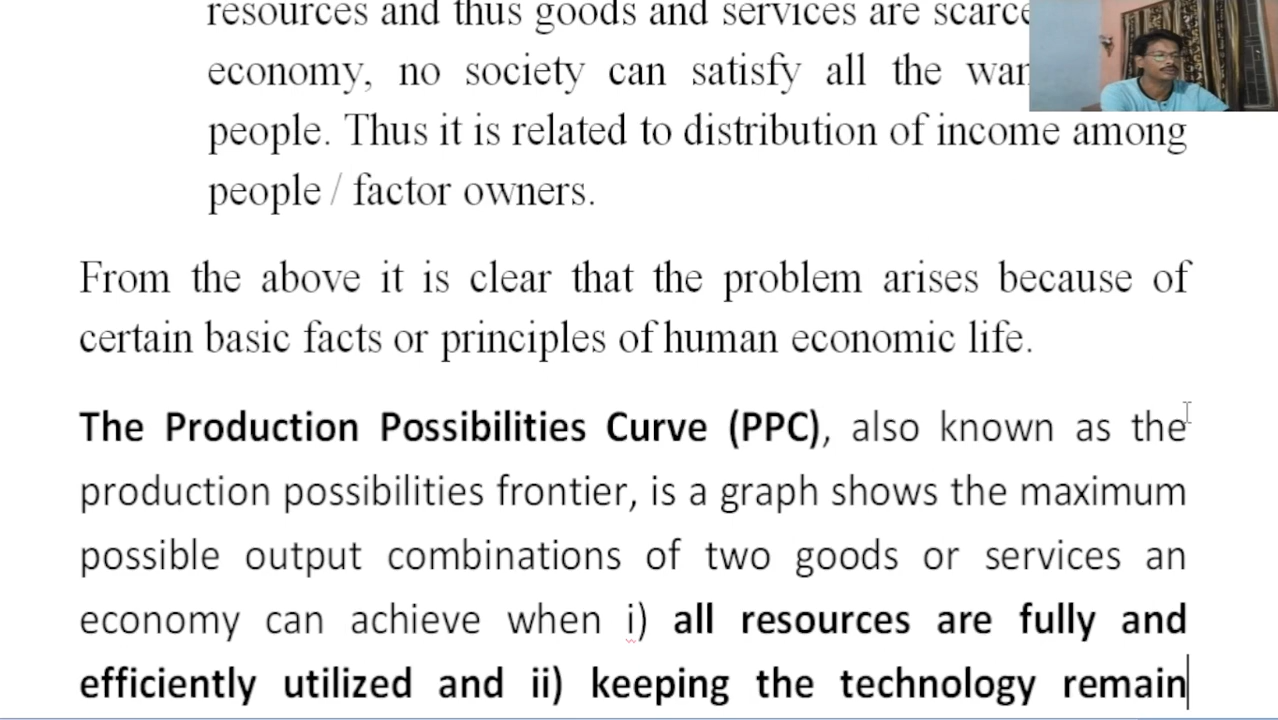 resources and thus goods and services are scarce
economy, no society can satisfy all the
people. Thus it is related to distribution of income among
people / factor owners.
From the above it is clear that the problem arises because of
certain basic facts or principles of human economic life.
The Production Possibilities Curve (PPC), also known as the
production possibilities frontier, is a graph shows the maximum
possible output combinations of two goods or services an
economy can achieve when i) all resources are fully and
efficiently utilized and ii) keeping the technology remain